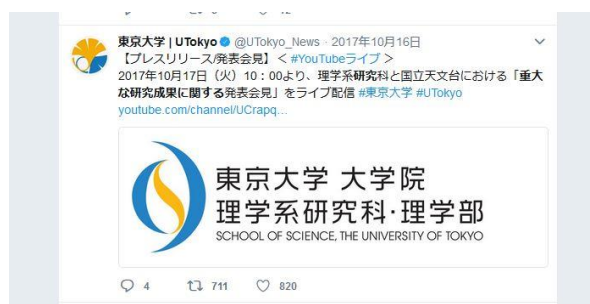 東京大学 | UTokyo @UTokyo_News · 2017年10月16日
【プレスリリース/発表会見】＜ #YouTubeライブ ＞
2017年10月17日（火）10：00より、理学系研究科と国立天文台における「重大
な研究成果に関する発表会見」をライブ配信 #東京大学 #UTokyo
youtube.com/channel/UCrapq...
東京大学 大学院
理学系研究科・理学部
SCHOOL OF SCIENCE, THE UNIVERSITY OF TOKYO
4 711 820